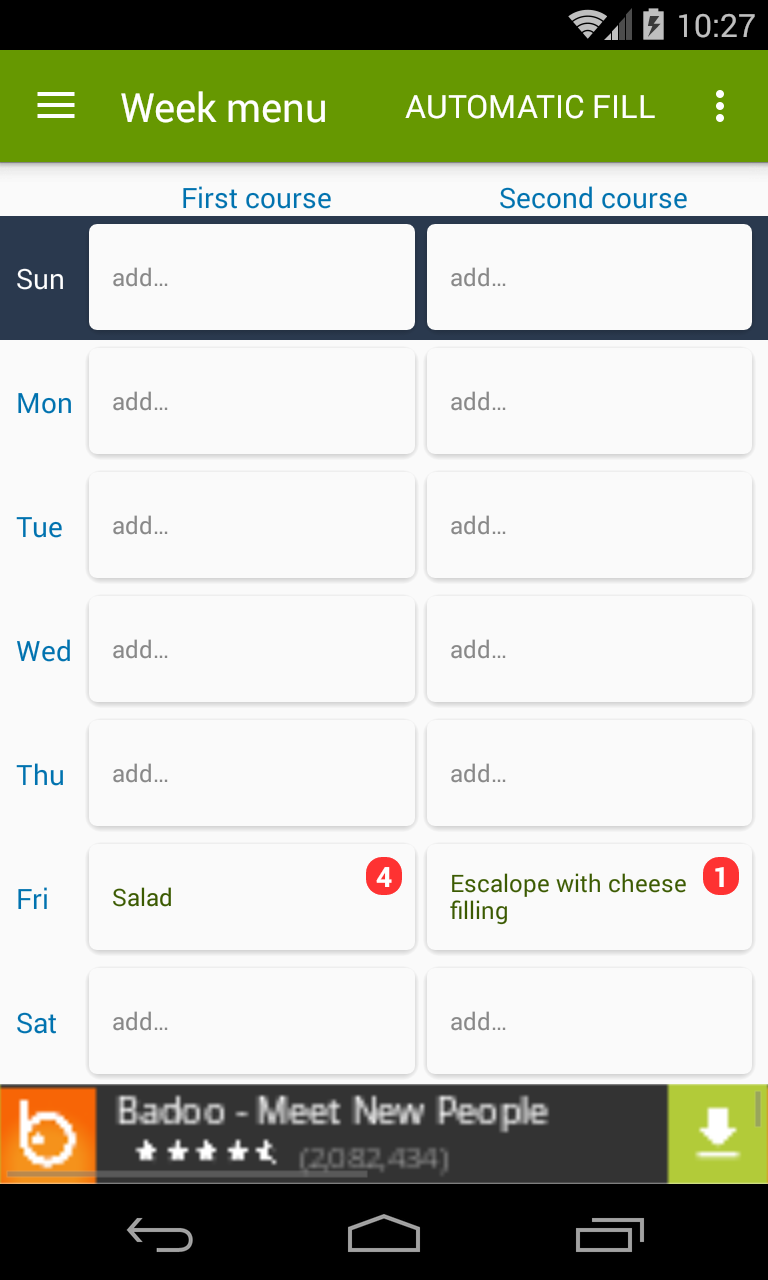 10:27
Week menu AUTOMATIC FILL
First course Second course
Sun add... add...
Mon add... add...
Tue add... add...
Wed add... add...
Thu add... add...
Fri Salad 4 Escalope with cheese 1
filling
Sat add... add...
Badoo - Meet New People
(2,082,434)